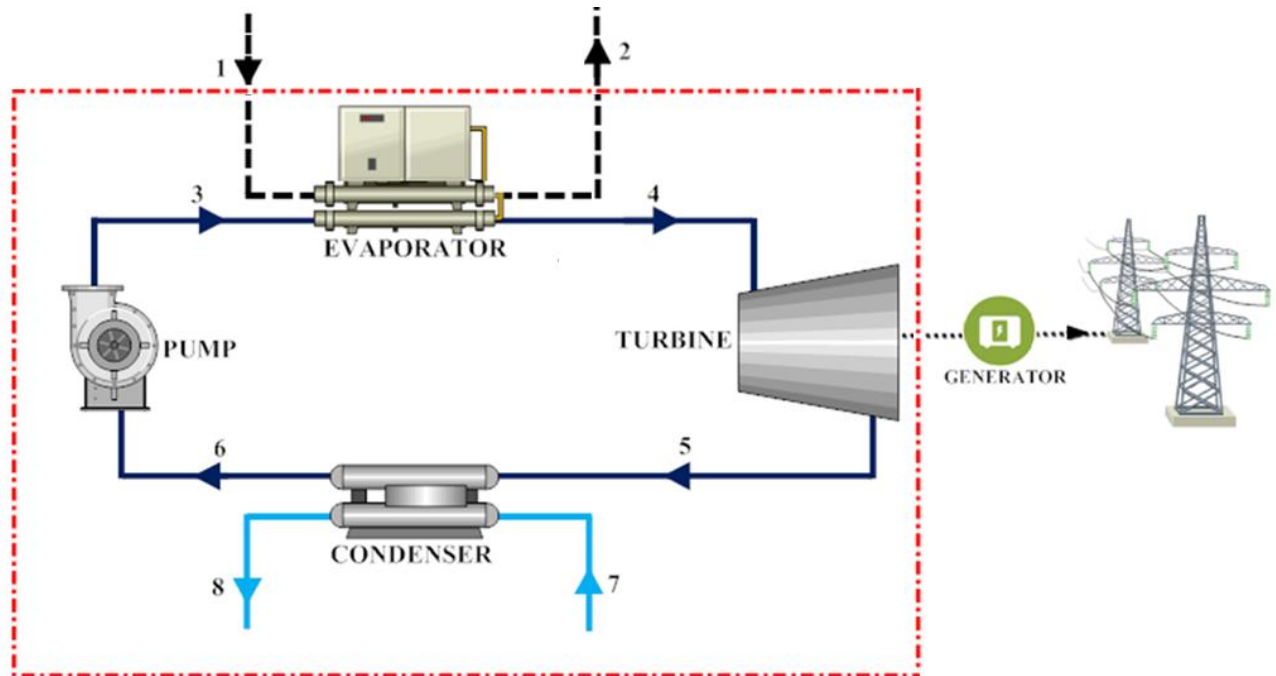 1
2
3
4
EVAPORATOR
PUMP
TURBINE
GENERATOR
6
5
CONDENSER
8
7